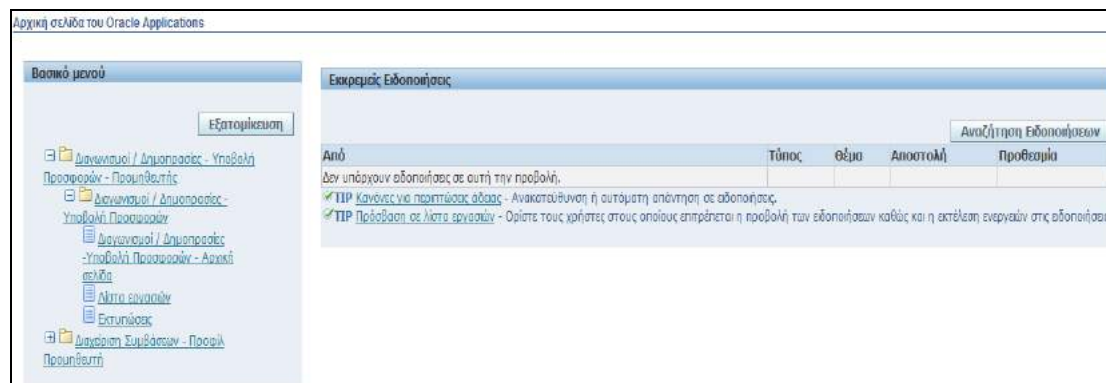 Αρχική σελίδα του Oracle Applications
Βασικό μενού
Εξατομίκευση
Διαγωνισμοί / Δημοπρασίες - Υποβολή
Προσφορών - Προμηθευτής
Διαγωνισμοί / Δημοπρασίες -
Υποβολή Προσφορών
Διαγωνισμοί / Δημοπρασίες
-Υποβολή Προσφορών - Αρχική
σελίδα
Λίστα εργασιών
Εκτυπώσεις
Διαχείριση Συμβάσεων - Προφίλ
Προμηθευτή
Εκκρεμείς Ειδοποιήσεις
Αναζήτηση Ειδοποιήσεων
Από Τύπος Θέμα Αποστολή Προθεσμία
Δεν υπάρχουν ειδοποιήσεις σε αυτή την προβολή.
TIP Κανόνες για περιπτώσεις άδειας - Ανακατεύθυνση ή αυτόματη απάντηση σε ειδοποιήσεις.
TIP Πρόσβαση σε λίστα εργασιών - Ορίστε τους χρήστες στους οποίους επιτρέπεται η προβολή των ειδοποιήσεων καθώς και η εκτέλεση ενεργειών στις ειδοποιήσει